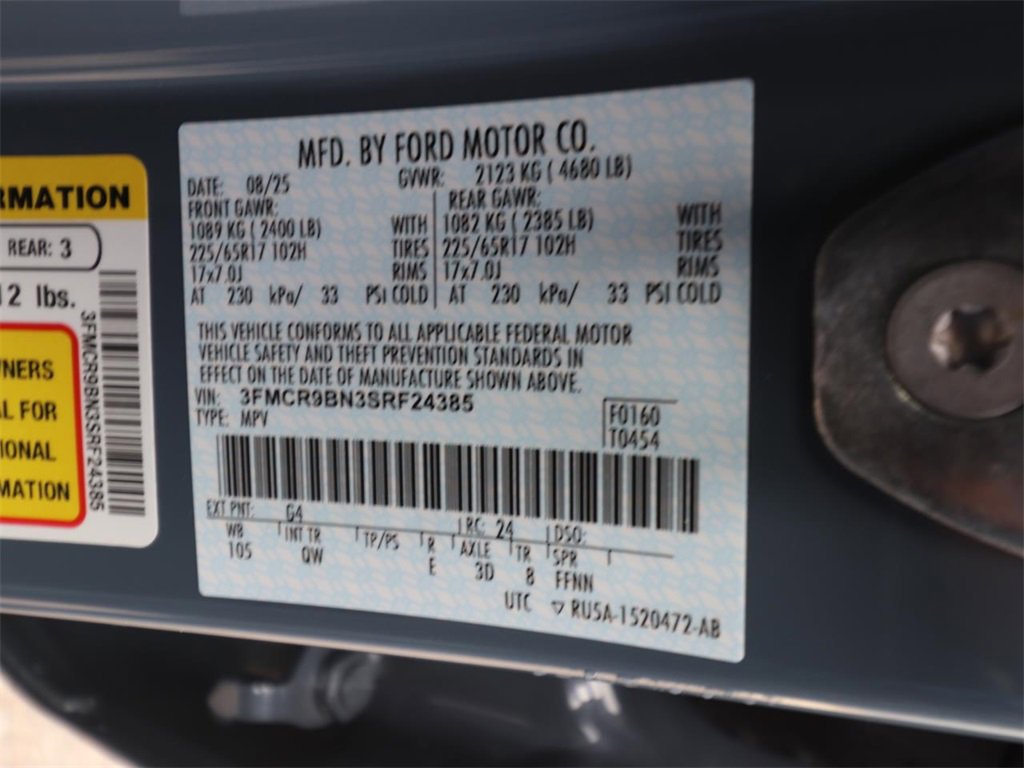 RMATION
REAR: 3
12 lbs.
3FMCR9BN3SRF24385
NERS
L FOR
IONAL
MATION
MFD. BY FORD MOTOR CO.
DATE: 08/25 GVWR: 2123 KG ( 4680 LB)
FRONT GAWR: REAR GAWR:
1089 KG ( 2400 LB) WITH 1082 KG ( 2385 LB) WITH
225/65R17 102H TIRES 225/65R17 102H TIRES
17x7.0J RIMS 17x7.0J RIMS
AT 230 kPa/ 33 PSI COLD AT 230 kPa/ 33 PSI COLD
THIS VEHICLE CONFORMS TO ALL APPLICABLE FEDERAL MOTOR
VEHICLE SAFETY AND THEFT PREVENTION STANDARDS IN
EFFECT ON THE DATE OF MANUFACTURE SHOWN ABOVE.
VIN: 3FMCR9BN3SRF24385
TYPE: MPV
F0160
T0454
EXT PNT: G4 RC: 24 DSO:
WB INT TR TP/PS R AXLE TR SPR
105 QW E 3D 8 FFNN
UTC ▽ RU5A-1520472-AB